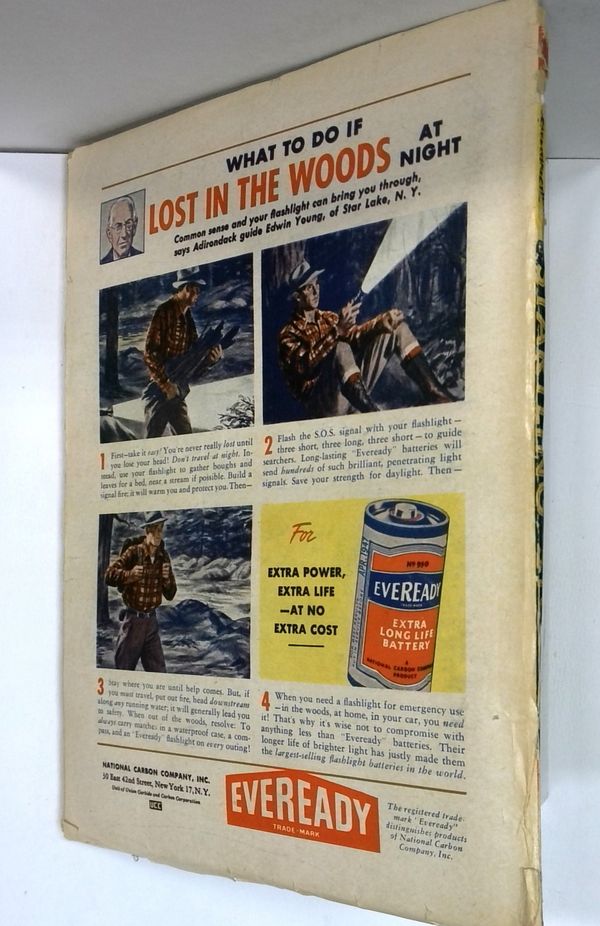 WHAT TO DO IF
LOST IN THE WOODS
AT
NIGHT
Common sense and your flashlight can bring you through,
says Adirondack guide Edwin Young, of Star Lake, N. Y.
1 First—take it easy! You're never really lost until
you lose your head! Don't travel at night. In-
stead, use your flashlight to gather boughs and
leaves for a bed, near a stream if possible. Build a
signal fire; it will warm you and protect you. Then—
2 Flash the S.O.S. signal with your flashlight—
three short, three long, three short—to guide
searchers. Long-lasting "Eveready" batteries will
send hundreds of such brilliant, penetrating light
signals. Save your strength for daylight. Then—
3 Stay where you are until help comes. But, if
you must travel, put out fire, head downstream
along any running water; it will generally lead you
to safety. When out of the woods, resolve: To
always carry matches in a waterproof case, a com-
pass, and an "Eveready" flashlight on every outing!
For
EXTRA POWER,
EXTRA LIFE
—AT NO
EXTRA COST
APR. 1947
No 950
EVEREADY
TRADE-MARK
EXTRA
LONG LIFE
BATTERY
A
NATIONAL CARBON COMPANY
PRODUCT
4 When you need a flashlight for emergency use
—in the woods, at home, in your car, you need
it! That's why it's wise not to compromise with
anything less than "Eveready" batteries. Their
longer life of brighter light has just made them
the largest-selling flashlight batteries in the world.
NATIONAL CARBON COMPANY, INC.
30 East 42nd Street, New York 17, N.Y.
Unit of Union Carbide and Carbon Corporation
UCC
EVEREADY
TRADE-MARK
The registered trade-
mark "Eveready"
distinguishes products
of National Carbon
Company, Inc.